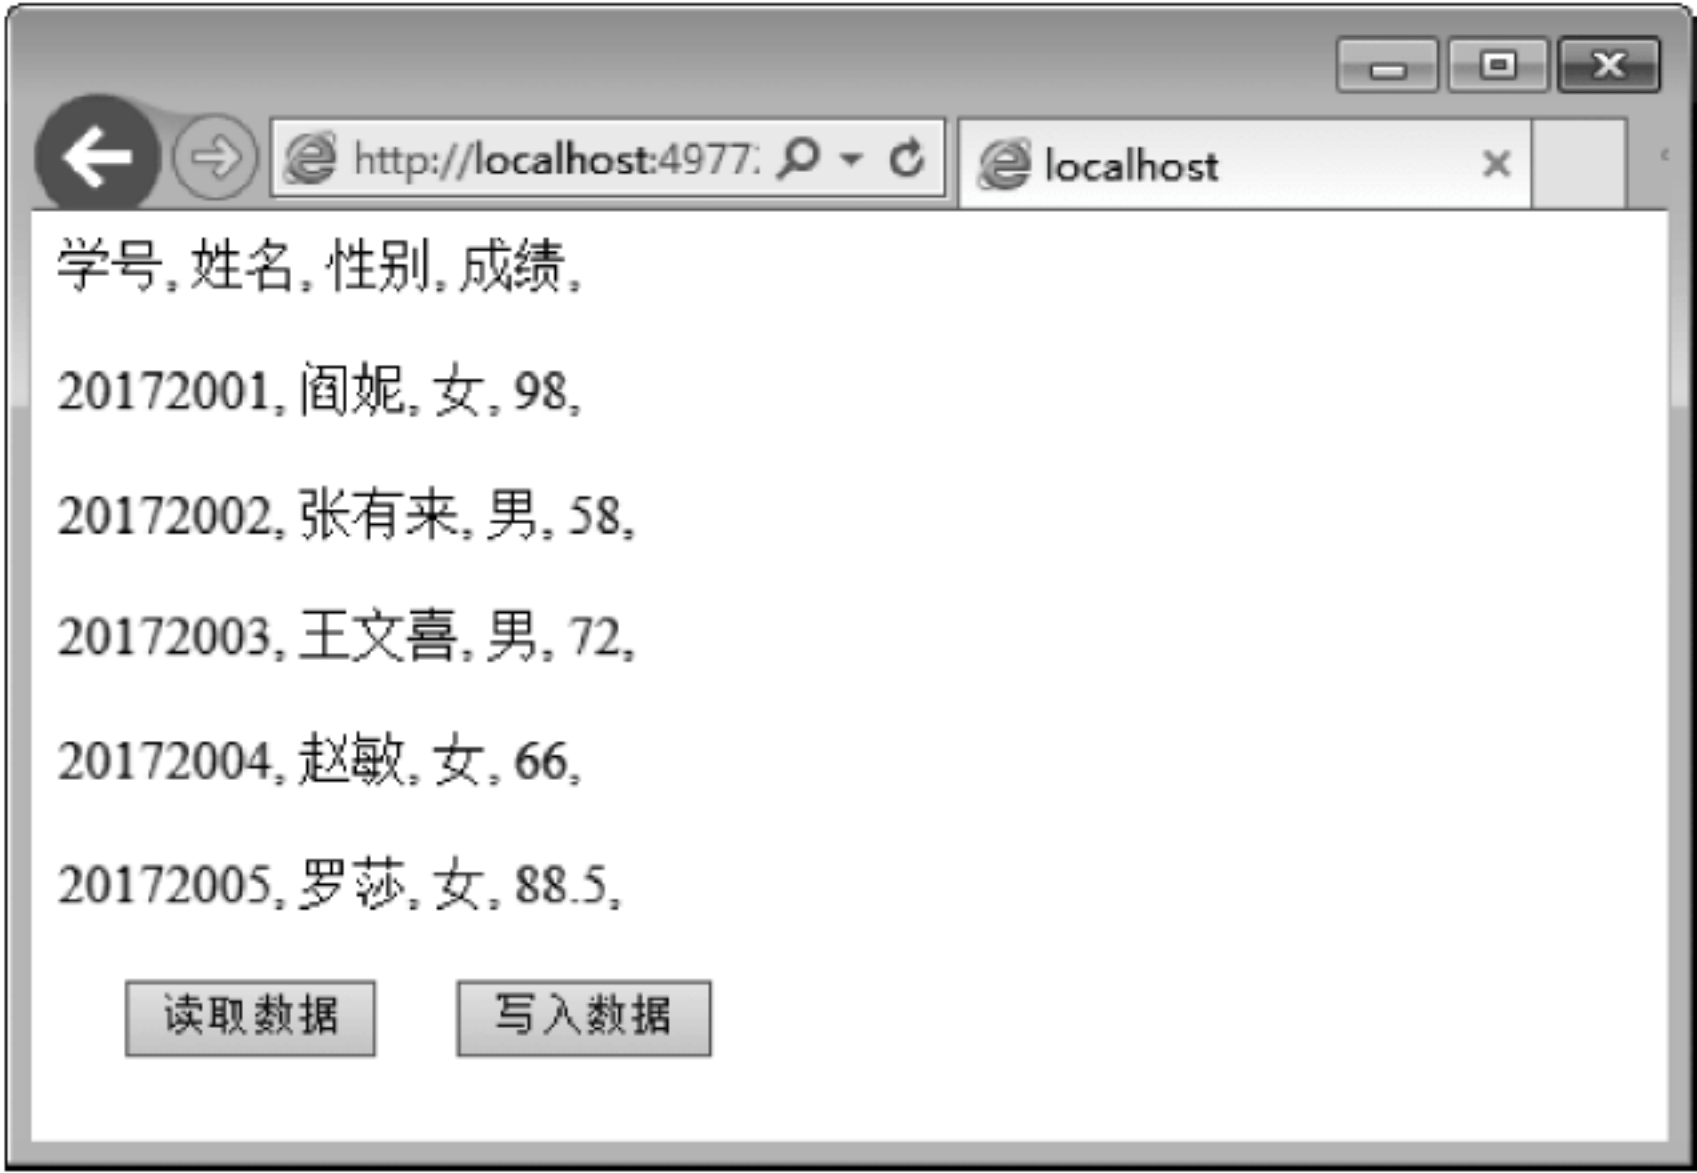 http://localhost:4977 localhost
学号, 姓名, 性别, 成绩,
20172001, 阎妮, 女, 98,
20172002, 张有来, 男, 58,
20172003, 王文喜, 男, 72,
20172004, 赵敏, 女, 66,
20172005, 罗莎, 女, 88.5,
读取数据 写入数据